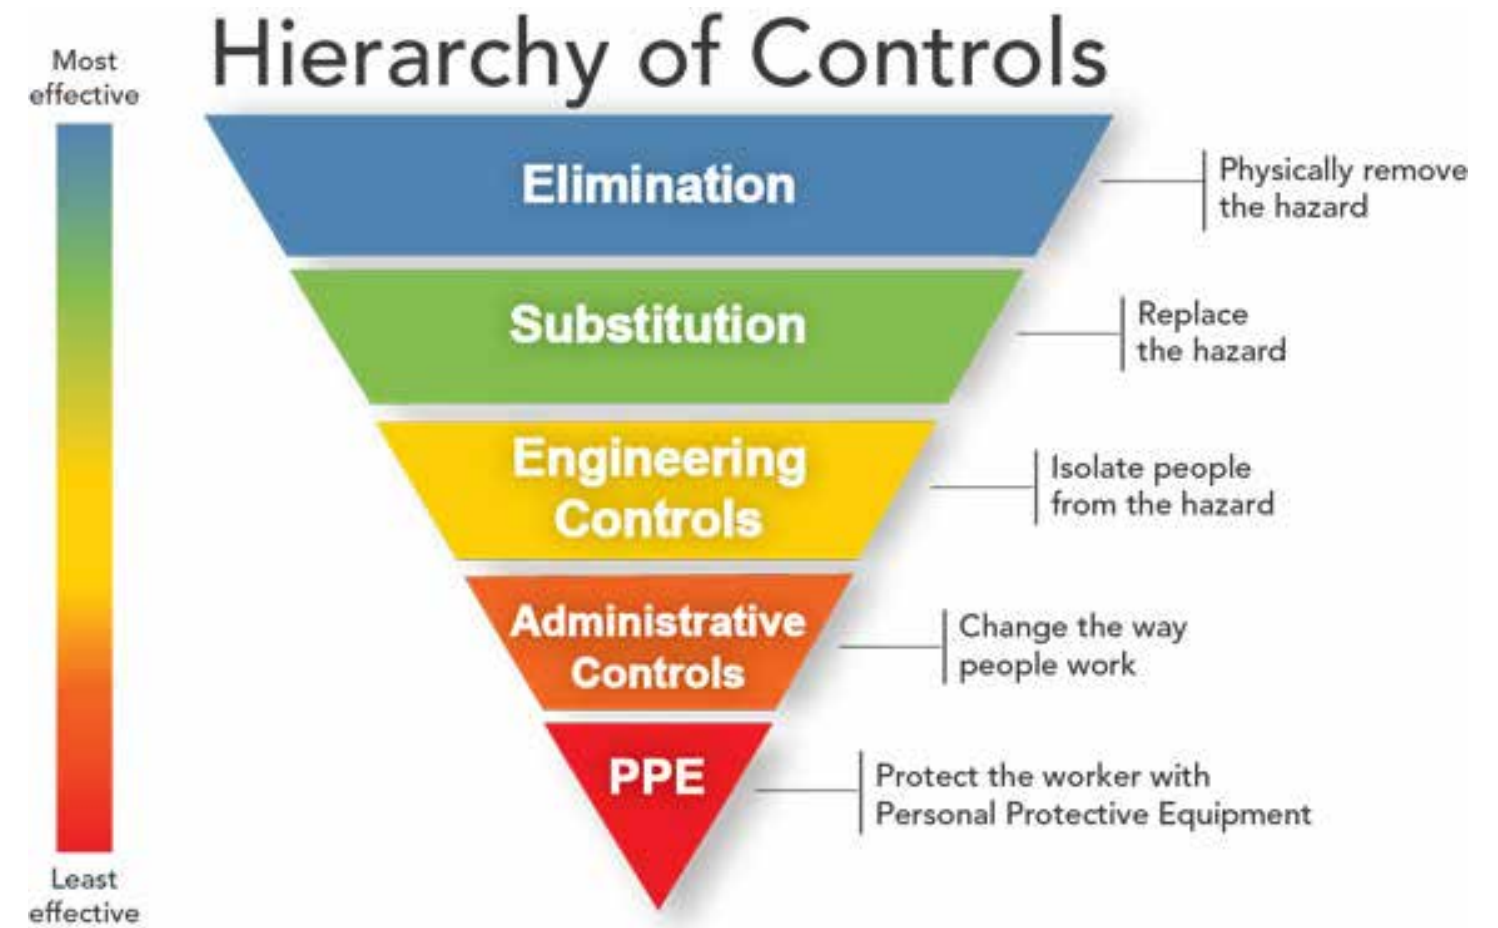 Hierarchy of Controls
Most
effective
Elimination
Physically remove
the hazard
Substitution
Replace
the hazard
Engineering
Controls
Isolate people
from the hazard
Administrative
Controls
Change the way
people work
PPE
Protect the worker with
Personal Protective Equipment
Least
effective